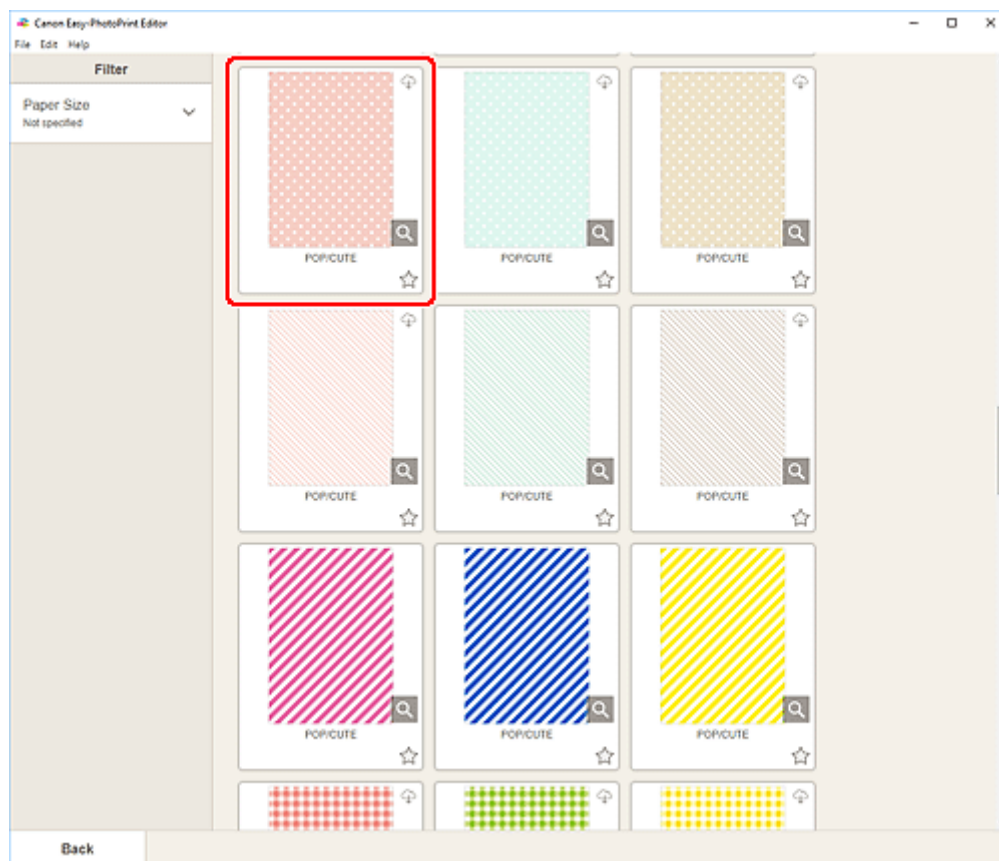 Canon Easy-PhotoPrint Editor
File Edit Help
Filter
Paper Size
Not specified
POP/CUTE POP/CUTE POP/CUTE
POP/CUTE POP/CUTE POP/CUTE
POP/CUTE POP/CUTE POP/CUTE
Back